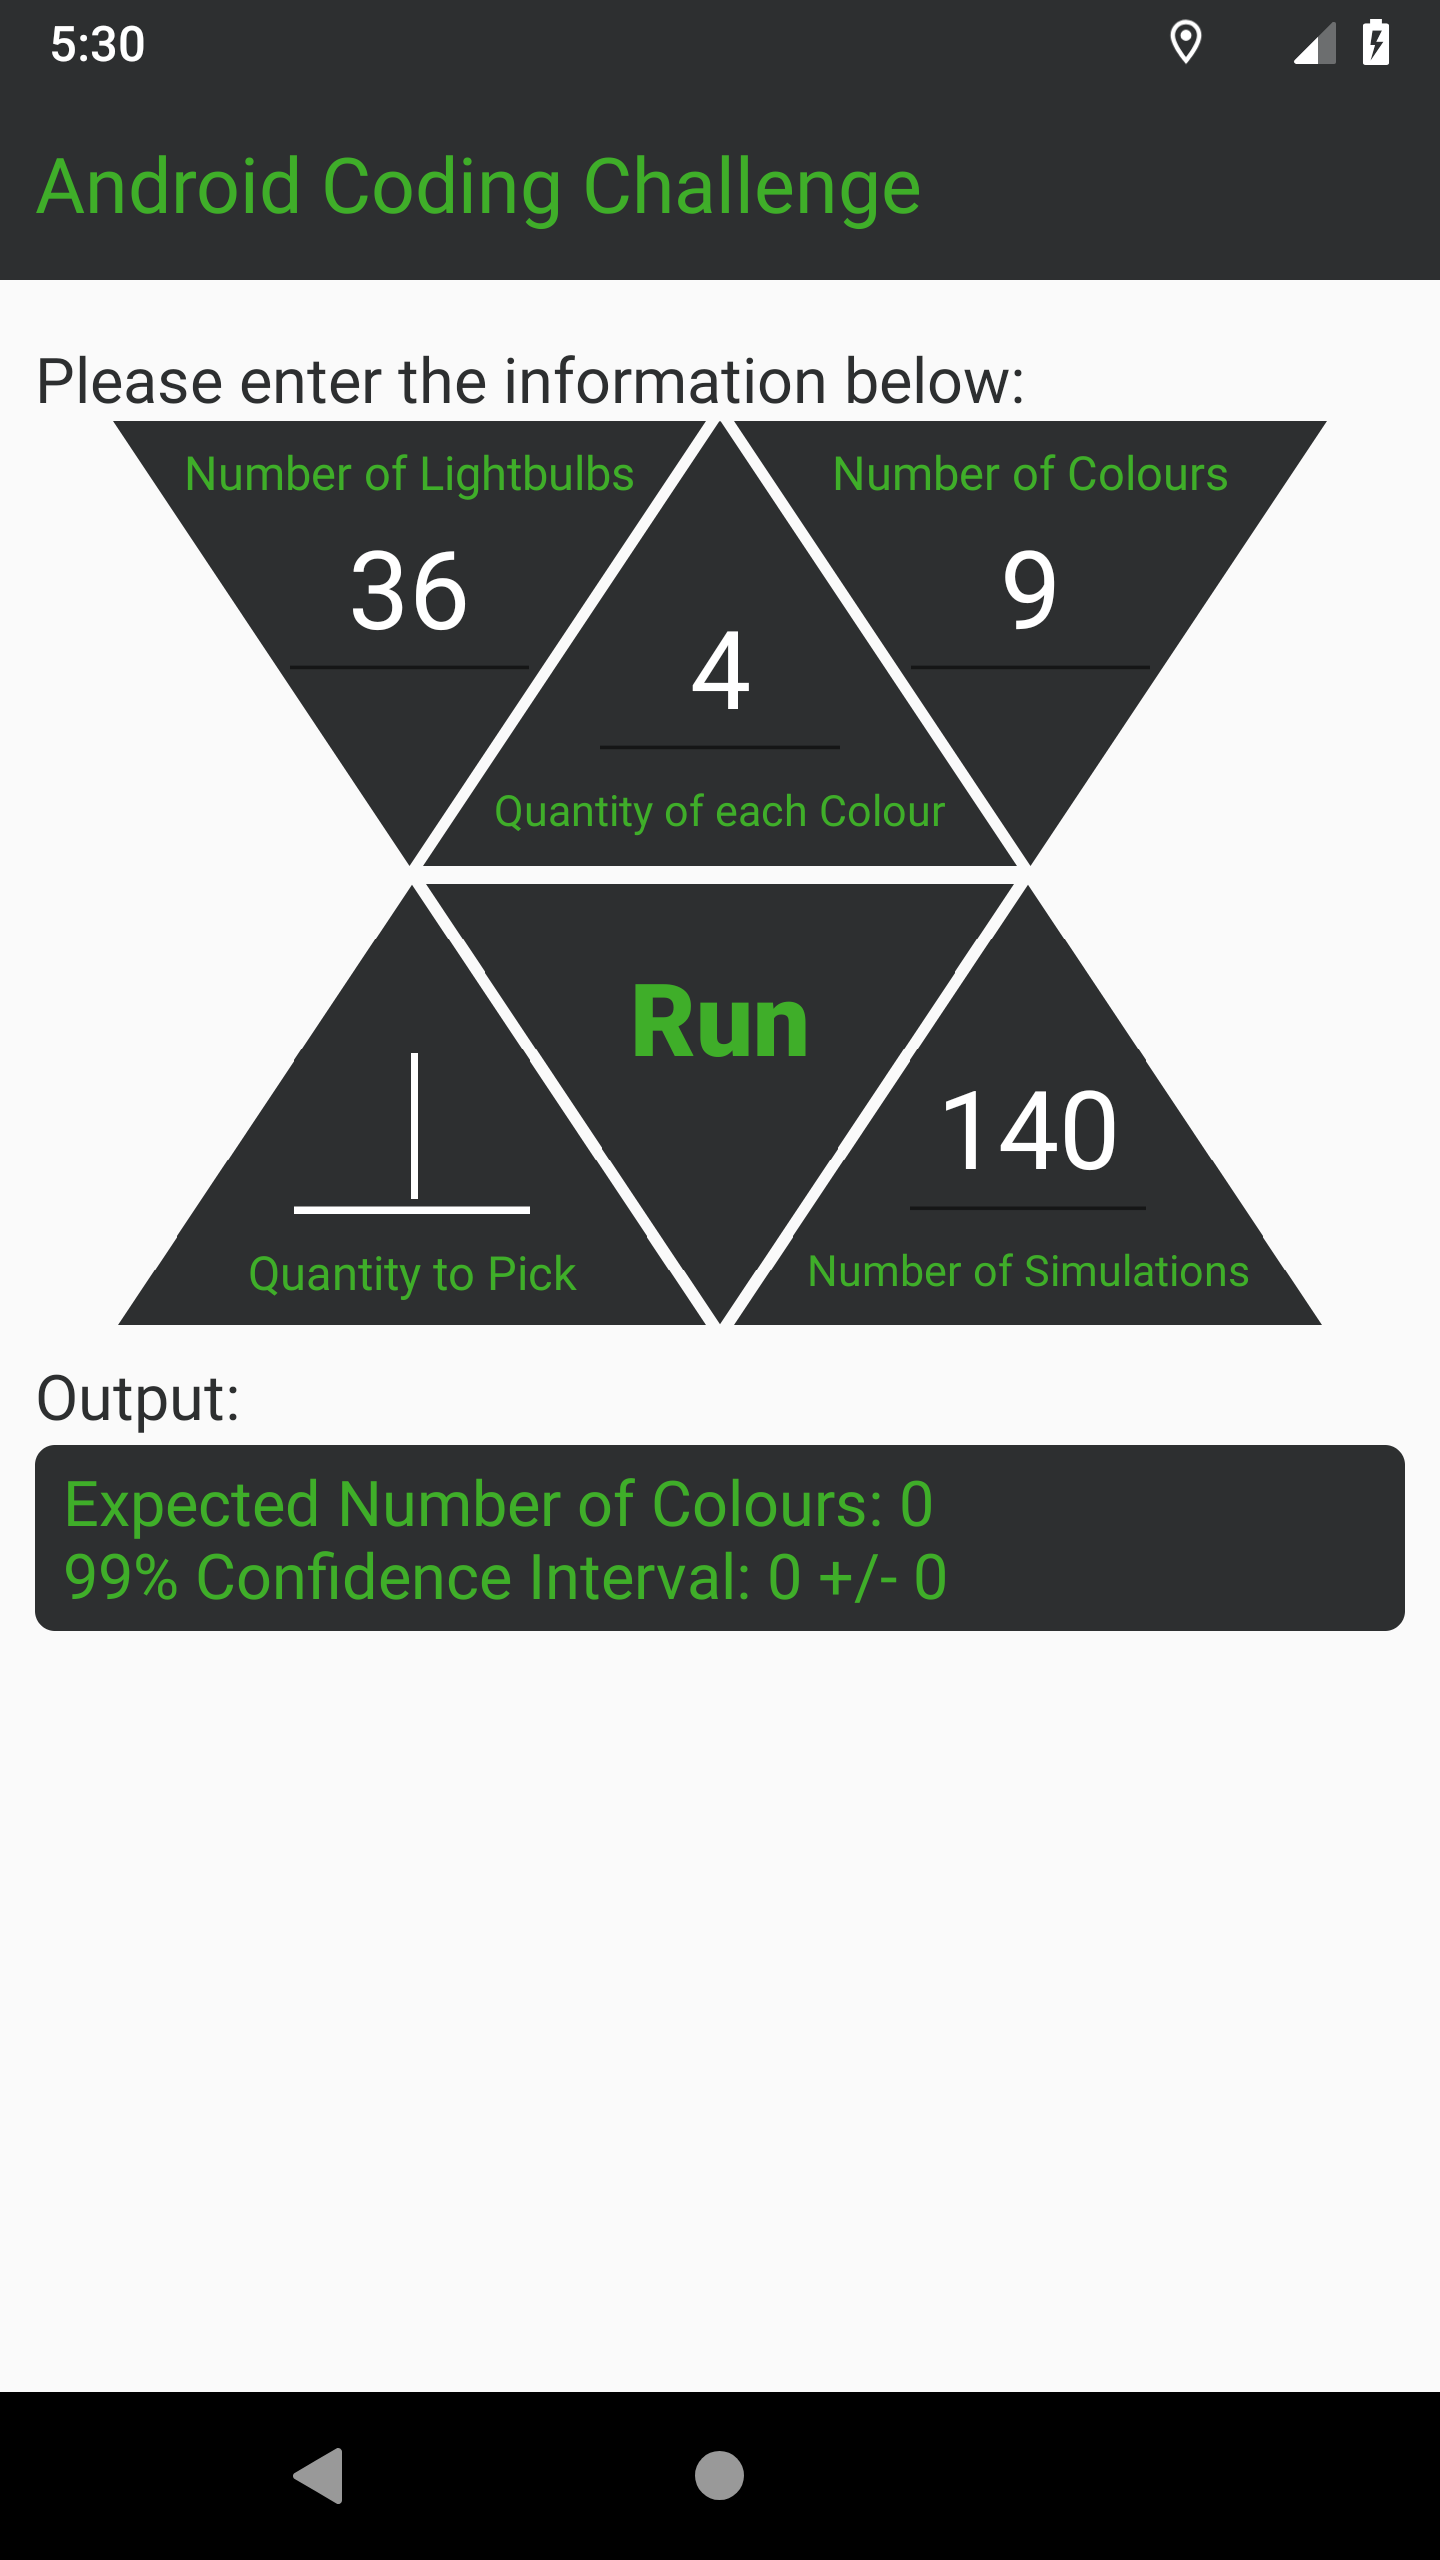 5:30
Android Coding Challenge
Please enter the information below:
Number of Lightbulbs
36
4
Quantity of each Colour
Number of Colours
9
Quantity to Pick
Run
140
Number of Simulations
Output:
Expected Number of Colours: 0
99% Confidence Interval: 0 +/- 0